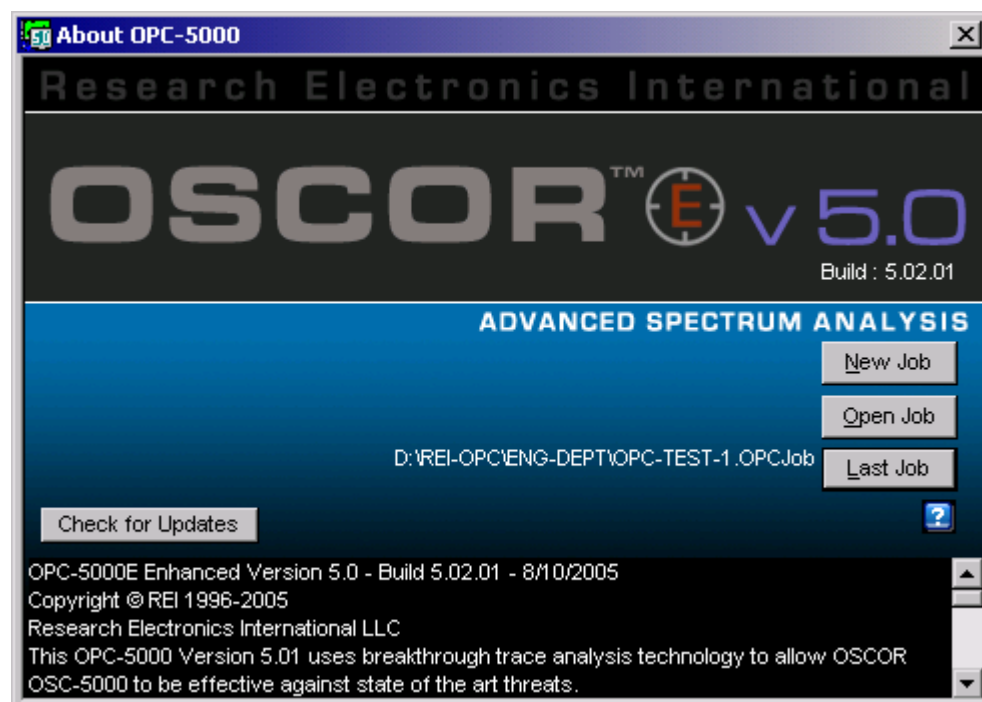 About OPC-5000
Research Electronics International
OSCOR™ E v 5.0
Build : 5.02.01
ADVANCED SPECTRUM ANALYSIS
New Job
Open Job
D:\REI-OPC\ENG-DEPT\OPC-TEST-1.OPCJob
Last Job
?
Check for Updates
OPC-5000E Enhanced Version 5.0 - Build 5.02.01 - 8/10/2005
Copyright © REI 1996-2005
Research Electronics International LLC
This OPC-5000 Version 5.01 uses breakthrough trace analysis technology to allow OSCOR
OSC-5000 to be effective against state of the art threats.